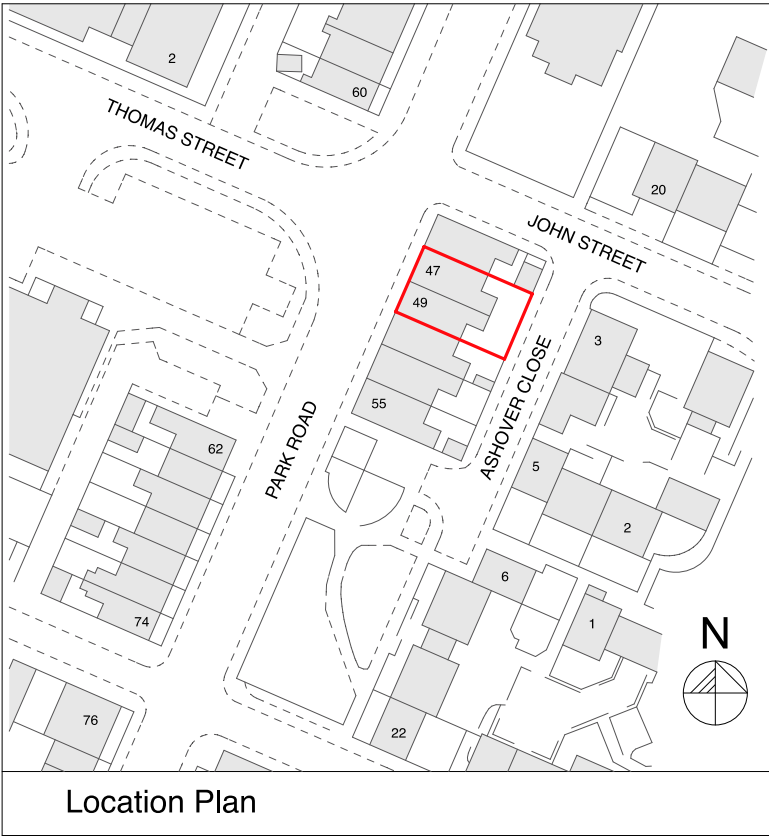 2
60
THOMAS STREET
20
JOHN STREET
47
49
3
ASHOVER CLOSE
55
PARK ROAD
62
5
2
6
74
1
N
76
22
Location Plan